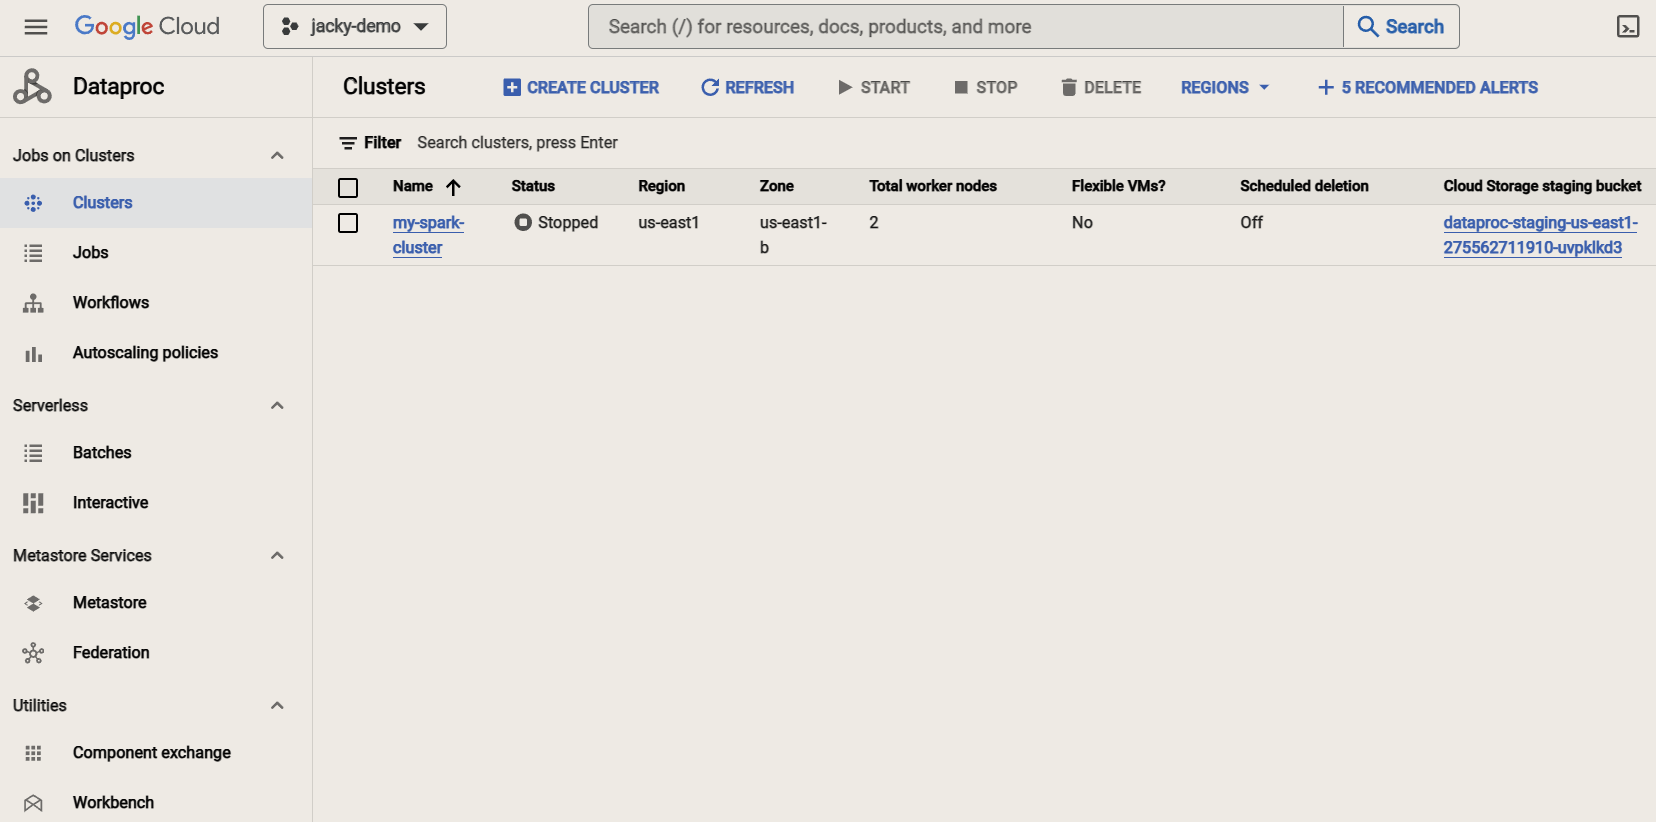 Google Cloud
jacky-demo
Search (/) for resources, docs, products, and more
Search
Dataproc
Clusters
CREATE CLUSTER
REFRESH
START
STOP
DELETE
REGIONS
5 RECOMMENDED ALERTS
Jobs on Clusters
Clusters
Jobs
Workflows
Autoscaling policies
Serverless
Batches
Interactive
Metastore Services
Metastore
Federation
Utilities
Component exchange
Workbench
Filter Search clusters, press Enter
Name Status Region Zone Total worker nodes Flexible VMs? Scheduled deletion Cloud Storage staging bucket
my-spark- Stopped us-east1 us-east1- 2 No Off dataproc-staging-us-east1-
cluster b 275562711910-uvpklkd3